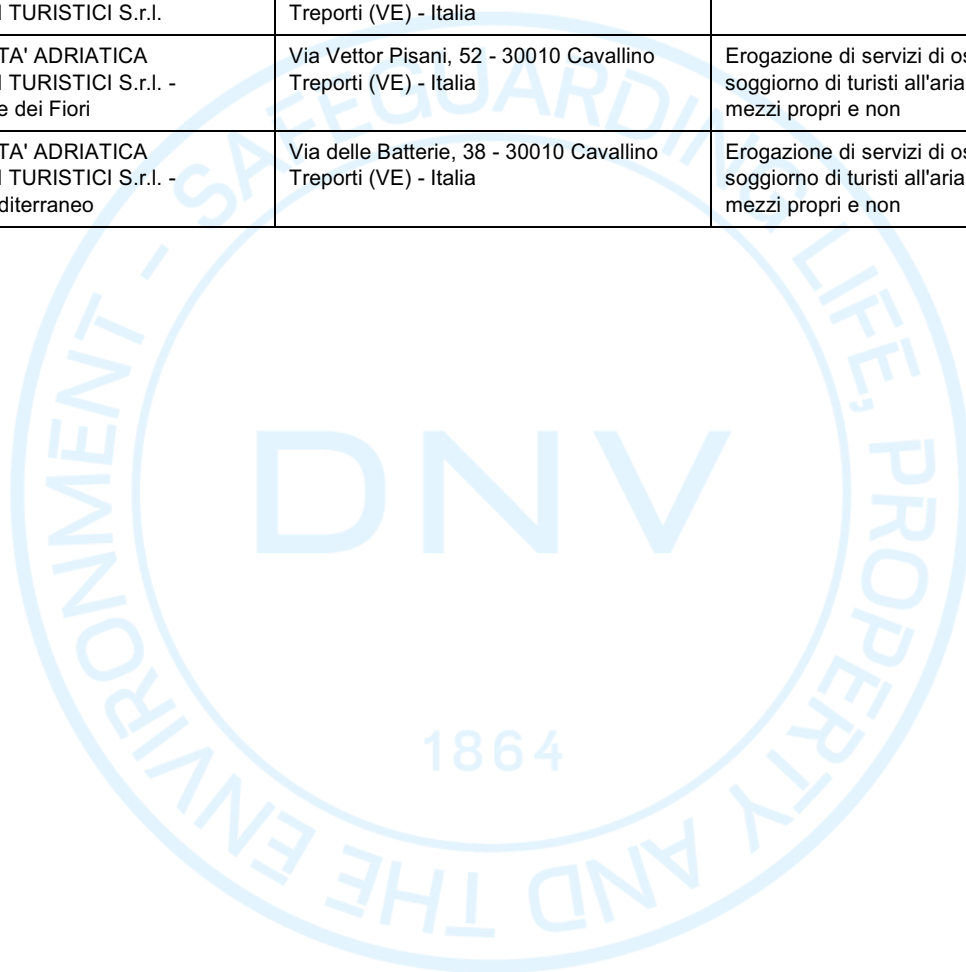 I TURISTICI S.r.l.
Treporti (VE) - Italia
TA' ADRIATICA
I TURISTICI S.r.l. -
e dei Fiori
Via Vettor Pisani, 52 - 30010 Cavallino
Treporti (VE) - Italia
Erogazione di servizi di os
soggiorno di turisti all'aria
mezzi propri e non
TA' ADRIATICA
I TURISTICI S.r.l. -
diterraneo
Via delle Batterie, 38 - 30010 Cavallino
Treporti (VE) - Italia
Erogazione di servizi di os
soggiorno di turisti all'aria
mezzi propri e non
SAFEGUARDING LIFE, PROPERTY AND THE ENVIRONMENT -
DNV
1864